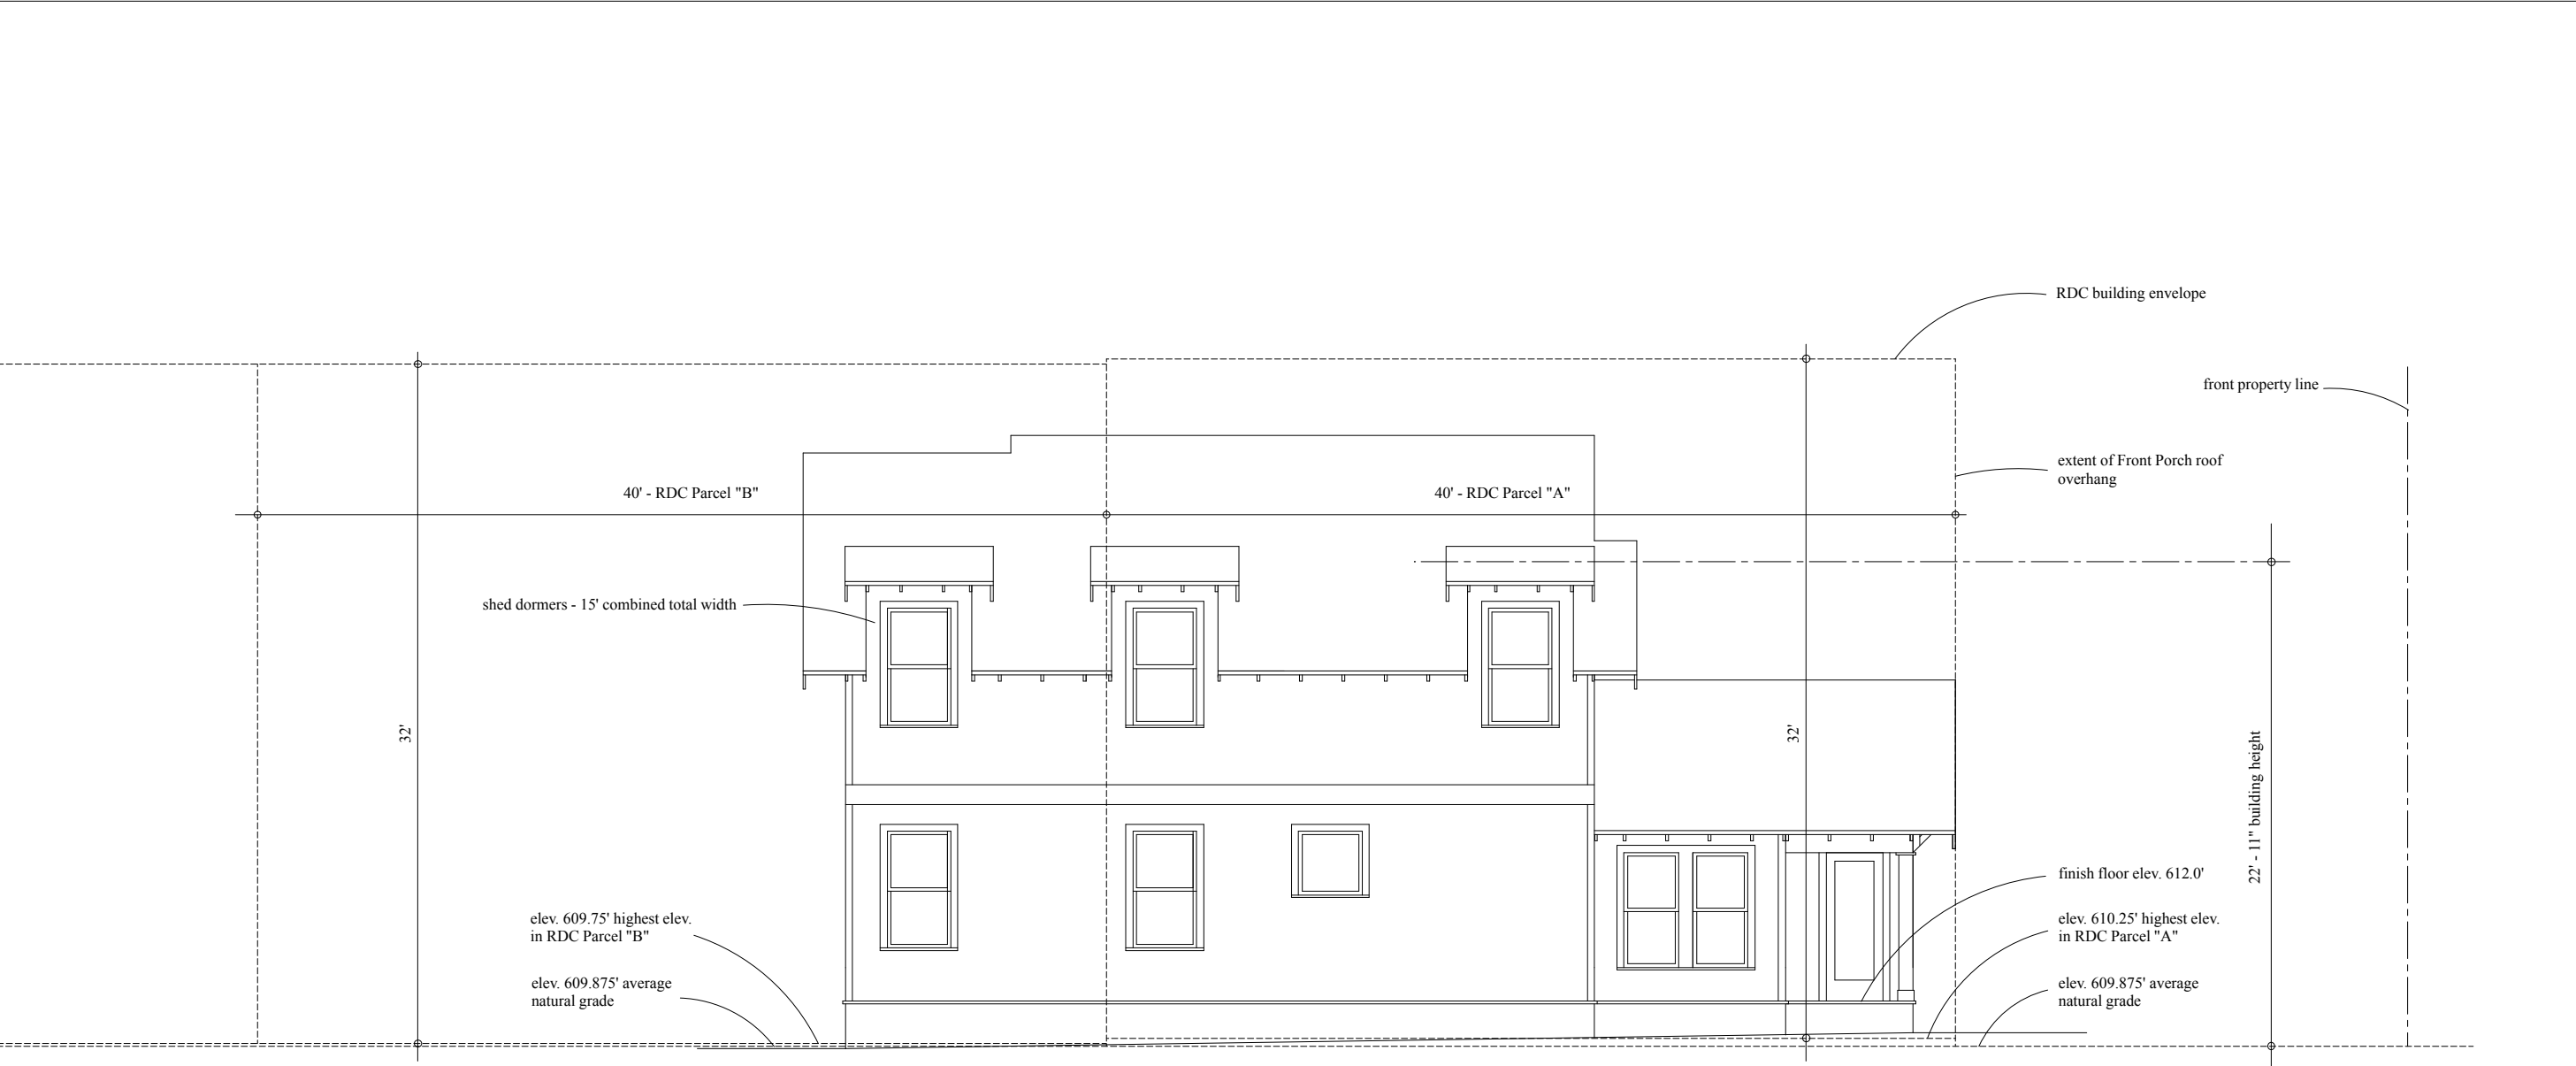 RDC building envelope
front property line
extent of Front Porch roof
overhang
40' - RDC Parcel "B"
40' - RDC Parcel "A"
shed dormers - 15' combined total width
32'
32'
22' - 11" building height
finish floor elev. 612.0'
elev. 609.75' highest elev.
in RDC Parcel "B"
elev. 610.25' highest elev.
in RDC Parcel "A"
elev. 609.875' average
natural grade
elev. 609.875' average
natural grade